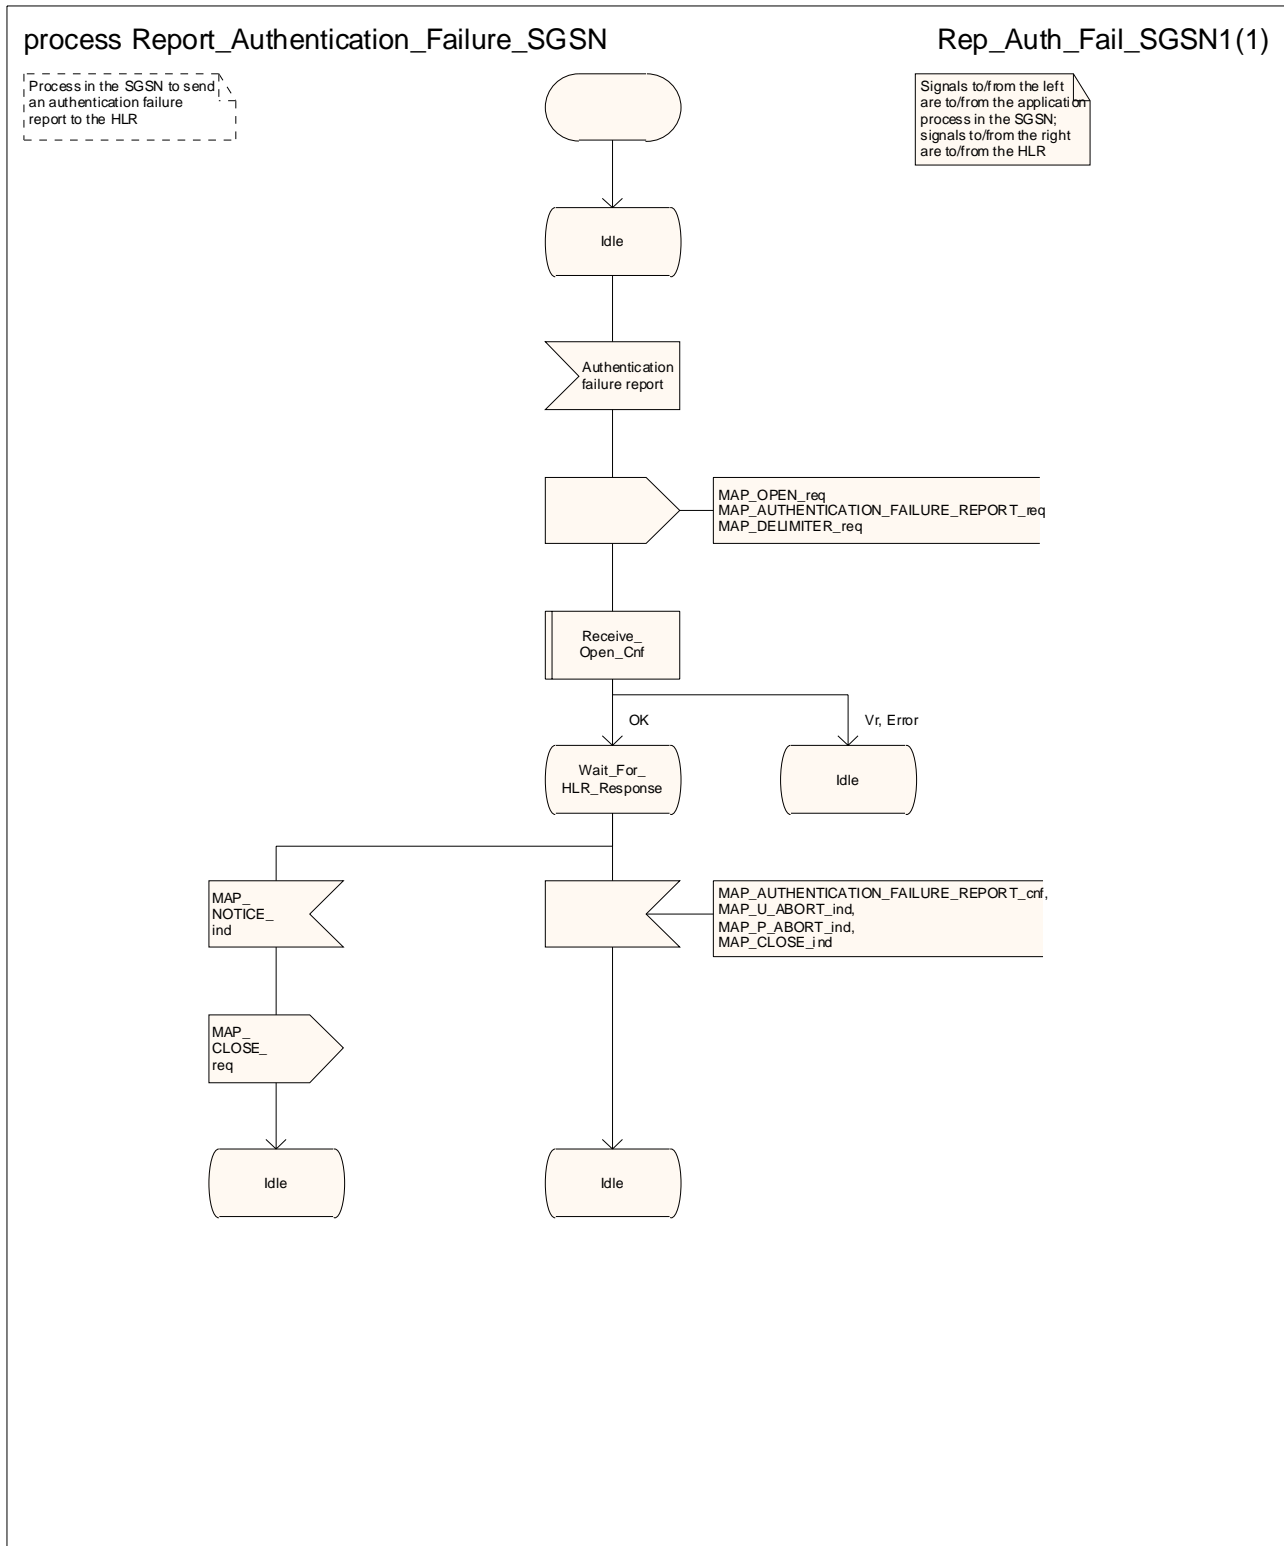 process Report_Authentication_Failure_SGSN
Rep_Auth_Fail_SGSN1(1)
Process in the SGSN to send
an authentication failure
report to the HLR
Signals to/from the left
are to/from the application
process in the SGSN;
signals to/from the right
are to/from the HLR
Idle
Authentication
failure report
MAP_OPEN_req
MAP_AUTHENTICATION_FAILURE_REPORT_req
MAP_DELIMITER_req
Receive_
Open_Cnf
OK
Vr, Error
Wait_For_
HLR_Response
Idle
MAP_
NOTICE_
ind
MAP_AUTHENTICATION_FAILURE_REPORT_cnf,
MAP_U_ABORT_ind,
MAP_P_ABORT_ind,
MAP_CLOSE_ind
MAP_
CLOSE_
req
Idle
Idle